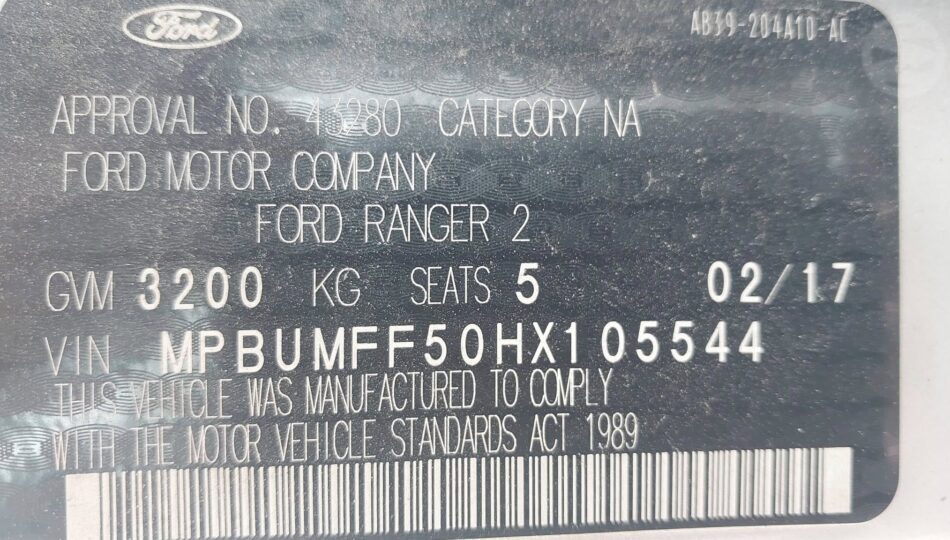 Ford
AB39-204A10-AC
APPROVAL NO. 43280 CATEGORY NA
FORD MOTOR COMPANY
FORD RANGER 2
GVM 3200 KG SEATS 5 02/17
VIN MPBUMFF50HX105544
THIS VEHICLE WAS MANUFACTURED TO COMPLY
WITH THE MOTOR VEHICLE STANDARDS ACT 1989